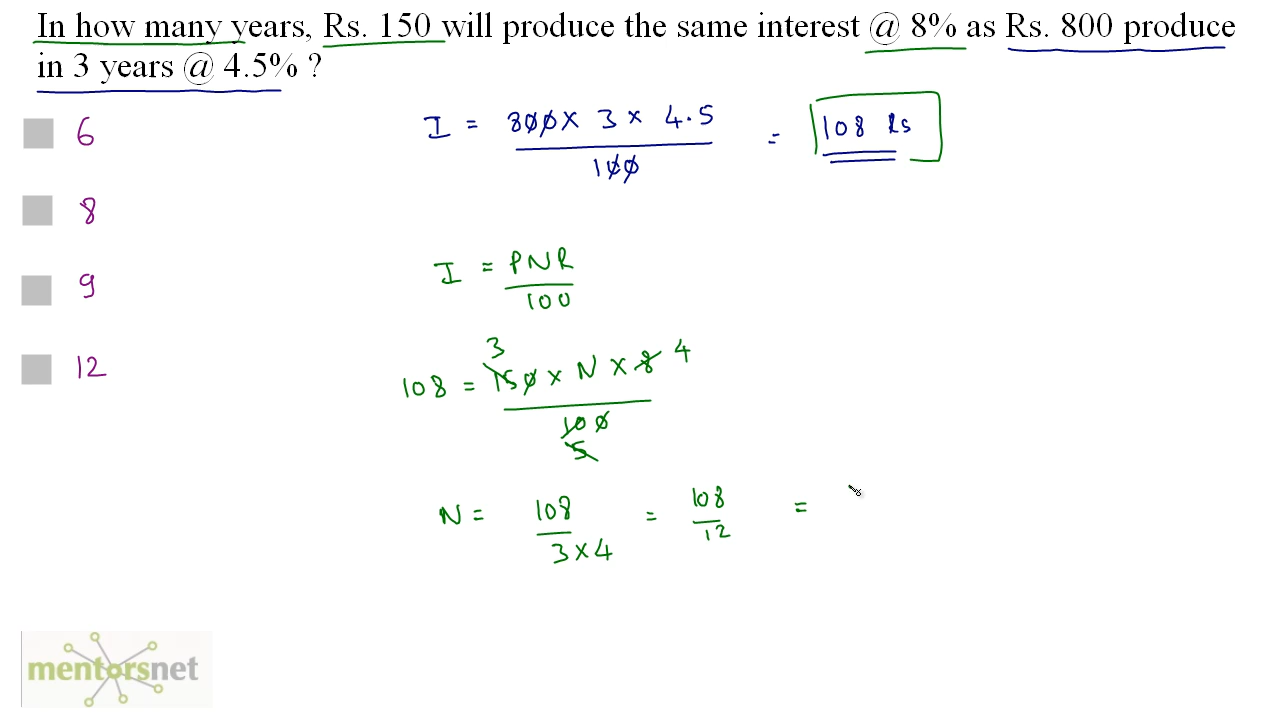 In how many years, Rs. 150 will produce the same interest @ 8% as Rs. 800 produce
in 3 years @ 4.5% ?
6
8
9
12
I = 800 x 3 x 4.5 / 100 = 108 Rs
I = PNR / 100
3 4
108 = 150 x N x 8 / 100
5
N = 108 / 3 x 4 = 108 / 12 =
mentorsnet